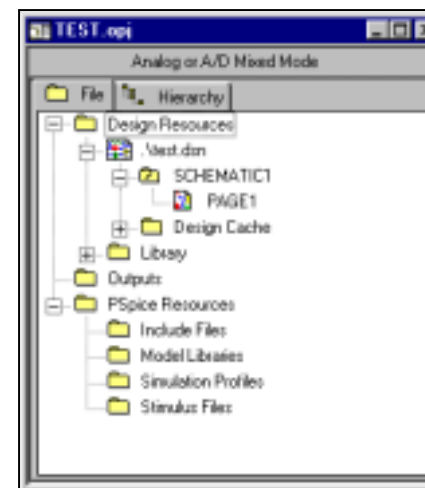 TEST.opj
Analog or A/D Mixed Mode
File Hierarchy
Design Resources
.\test.dsn
SCHEMATIC1
PAGE1
Design Cache
Library
Outputs
PSpice Resources
Include Files
Model Libraries
Simulation Profiles
Stimulus Files